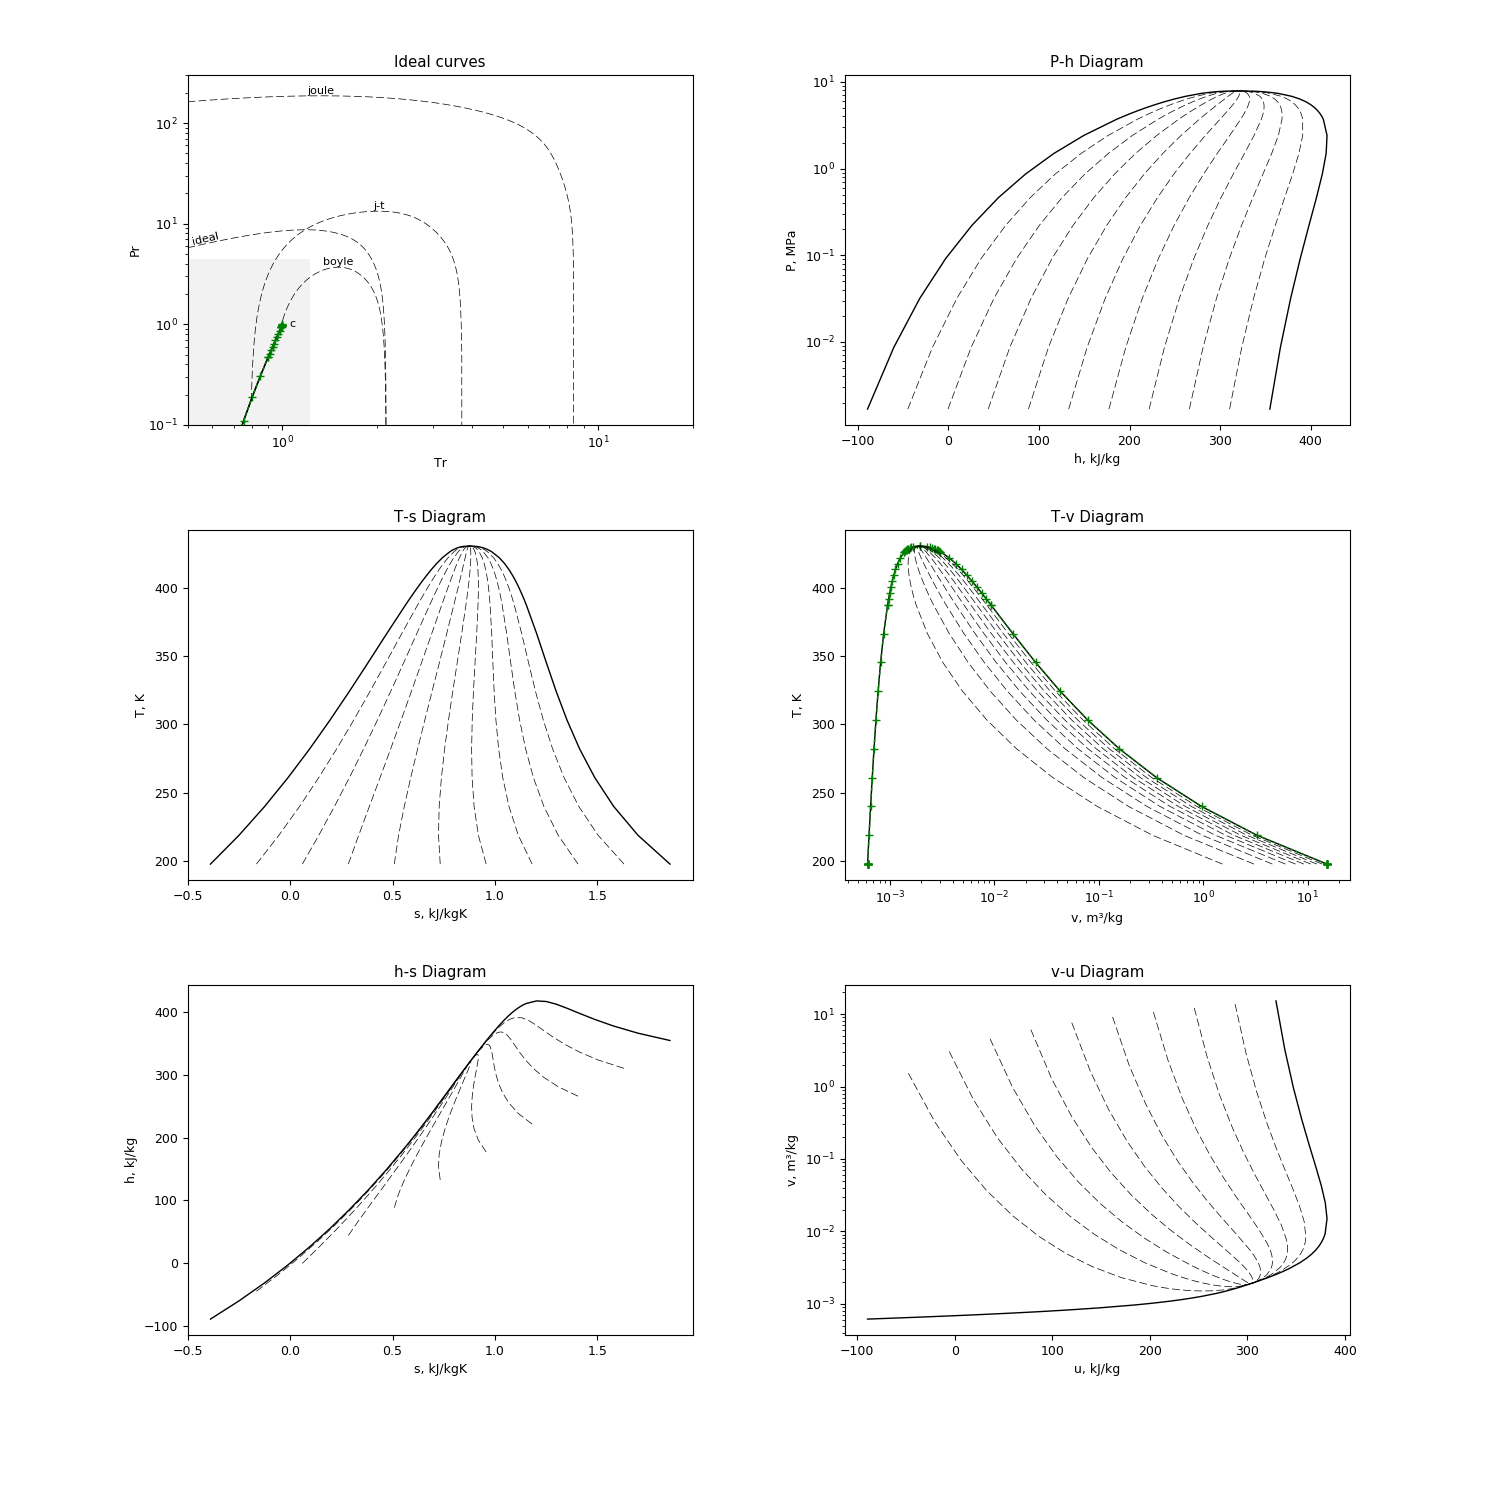 Ideal curves
Pr
10²
10¹
10⁰
10⁻¹
joule
j-t
ideal
boyle
c
10⁰ 10¹
Tr
P-h Diagram
P, MPa
10¹
10⁰
10⁻¹
10⁻²
−100 0 100 200 300 400
h, kJ/kg
T-s Diagram
T, K
400
350
300
250
200
−0.5 0.0 0.5 1.0 1.5
s, kJ/kgK
T-v Diagram
T, K
400
350
300
250
200
10⁻³ 10⁻² 10⁻¹ 10⁰ 10¹
v, m³/kg
h-s Diagram
h, kJ/kg
400
300
200
100
0
−100
−0.5 0.0 0.5 1.0 1.5
s, kJ/kgK
v-u Diagram
v, m³/kg
10¹
10⁰
10⁻¹
10⁻²
10⁻³
−100 0 100 200 300 400
u, kJ/kg